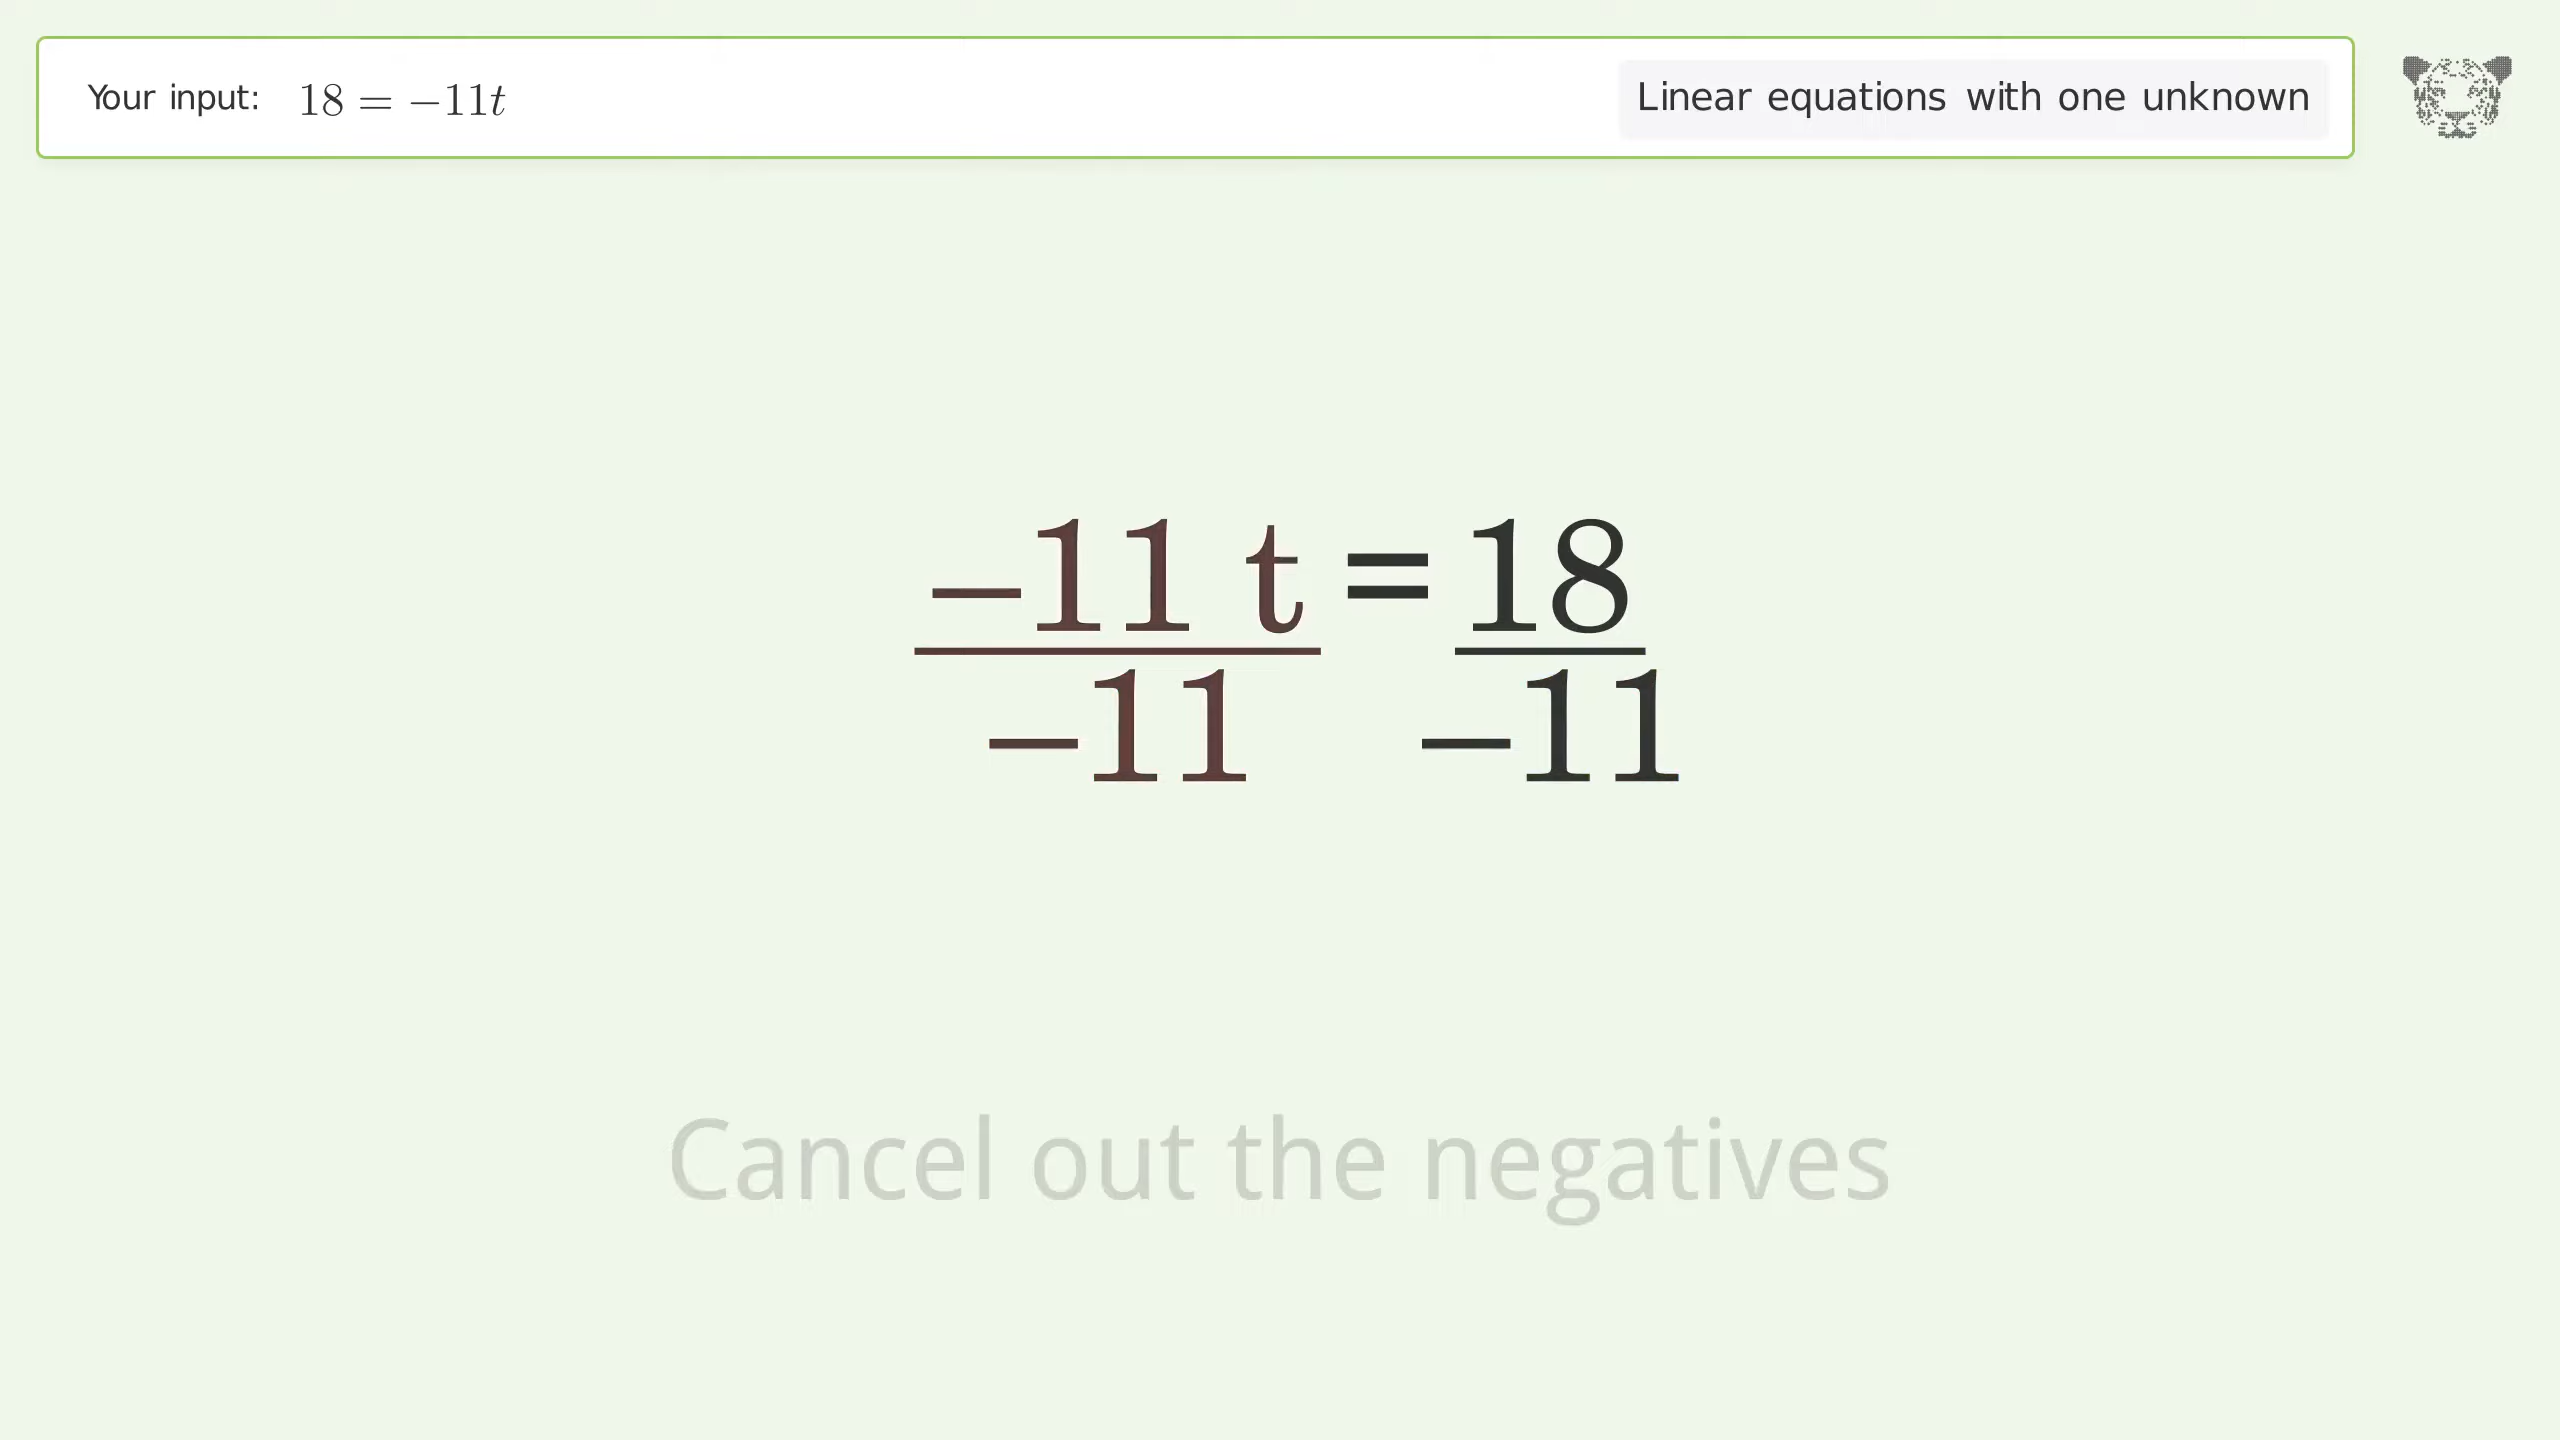 Your input: 18 = −11t
Linear equations with one unknown
−11 t = 18
−11 −11
Cancel out the negatives